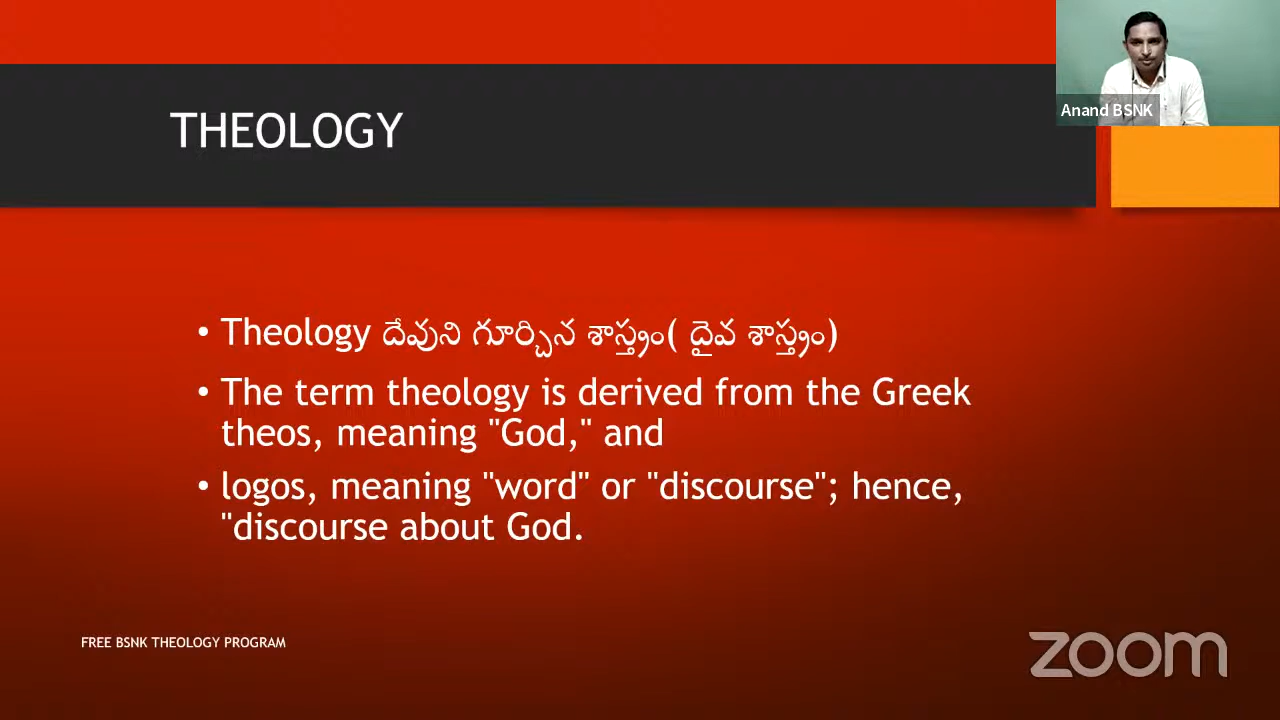 Anand BSNK
THEOLOGY
• Theology దేవుని గూర్చిన శాస్త్రం( దైవ శాస్త్రం)
• The term theology is derived from the Greek
theos, meaning "God," and
• logos, meaning "word" or "discourse"; hence,
"discourse about God.
FREE BSNK THEOLOGY PROGRAM
zoom